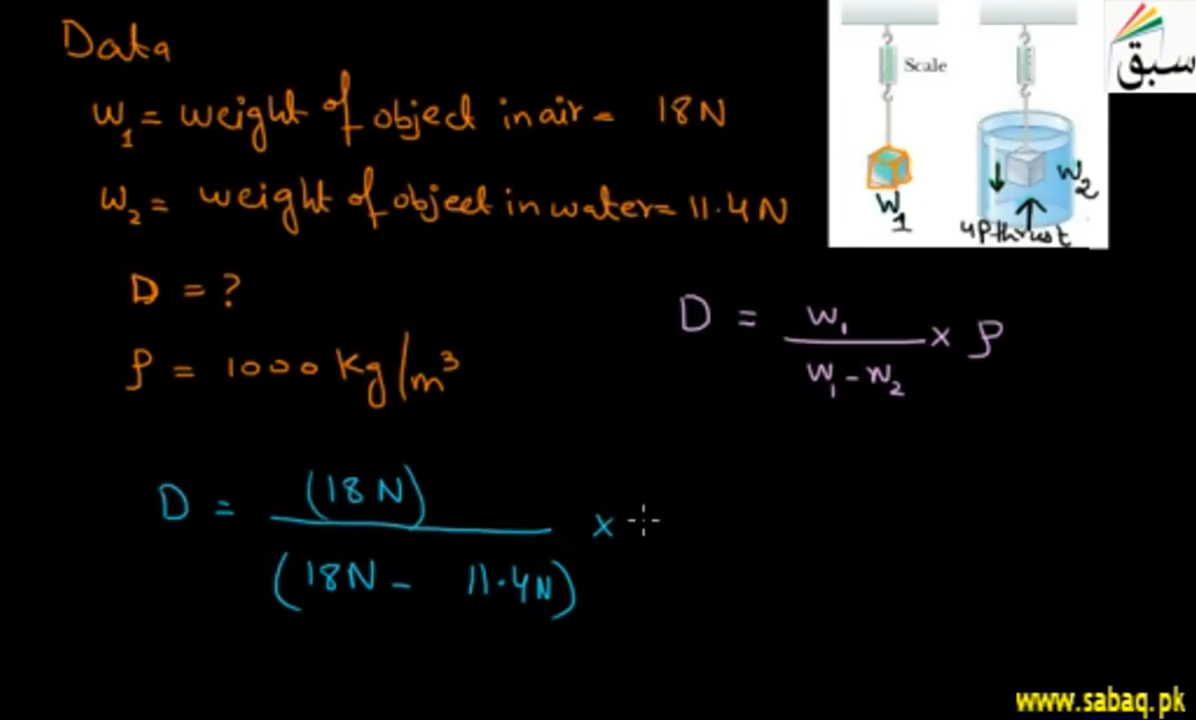 Data
W₁ = weight of object in air = 18N
W₂ = weight of object in water = 11.4N
D = ?
ρ = 1000 kg/m³
D = W₁ / (W₁ - W₂) × ρ
D = (18N) / (18N - 11.4N) ×
Scale
W₁
W₂
upthrust
سبق
www.sabaq.pk